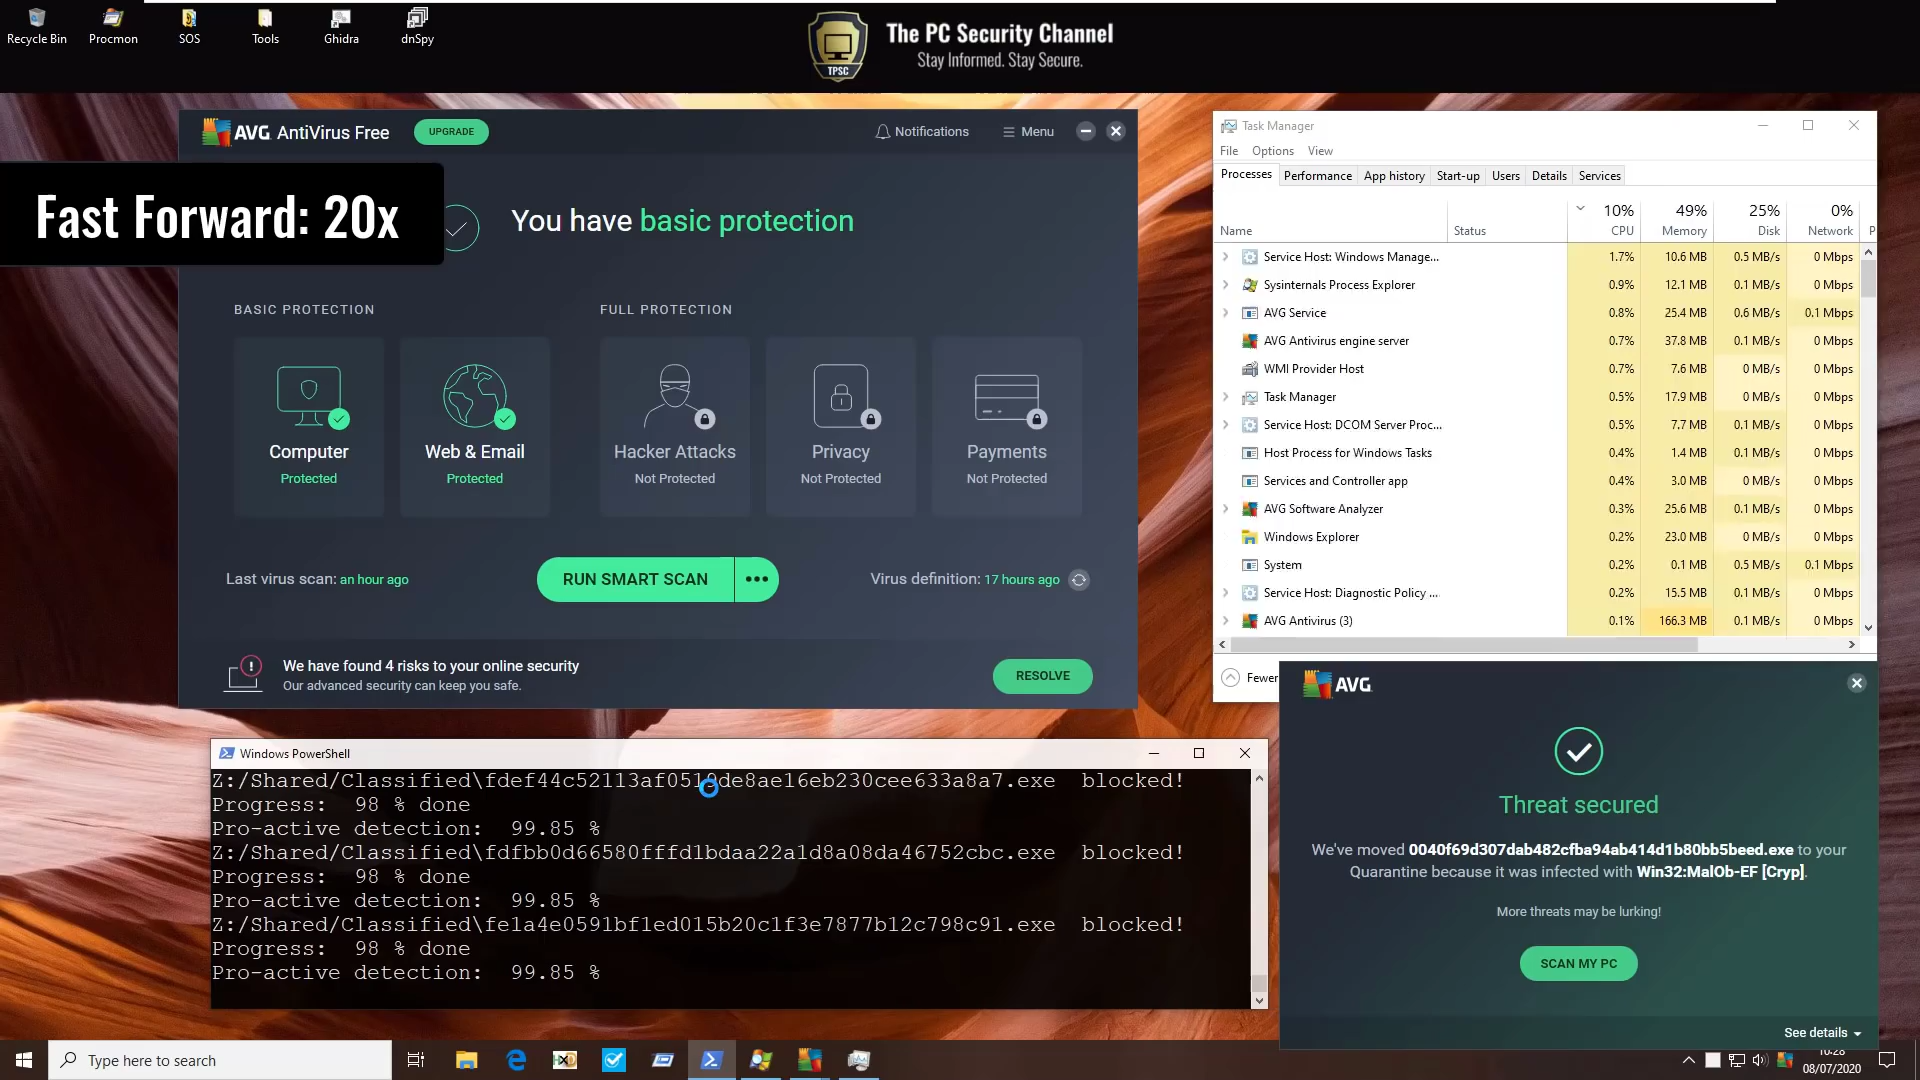 Recycle Bin
Procmon
SOS
Tools
Ghidra
dnSpy
TPSC
The PC Security Channel
Stay Informed. Stay Secure.
AVG AntiVirus Free
UPGRADE
Notifications
Menu
Fast Forward: 20x
You have basic protection
BASIC PROTECTION
FULL PROTECTION
Computer
Protected
Web & Email
Protected
Hacker Attacks
Not Protected
Privacy
Not Protected
Payments
Not Protected
Last virus scan: an hour ago
RUN SMART SCAN
Virus definition: 17 hours ago
We have found 4 risks to your online security
Our advanced security can keep you safe.
RESOLVE
Task Manager
File Options View
Processes Performance App history Start-up Users Details Services
10% 49% 25% 0%
Name Status CPU Memory Disk Network P
Service Host: Windows Manage... 1.7% 10.6 MB 0.5 MB/s 0 Mbps
Sysinternals Process Explorer 0.9% 12.1 MB 0.1 MB/s 0 Mbps
AVG Service 0.8% 25.4 MB 0.6 MB/s 0.1 Mbps
AVG Antivirus engine server 0.7% 37.8 MB 0.1 MB/s 0 Mbps
WMI Provider Host 0.7% 7.6 MB 0 MB/s 0 Mbps
Task Manager 0.5% 17.9 MB 0 MB/s 0 Mbps
Service Host: DCOM Server Proc... 0.5% 7.7 MB 0.1 MB/s 0 Mbps
Host Process for Windows Tasks 0.4% 1.4 MB 0.1 MB/s 0 Mbps
Services and Controller app 0.4% 3.0 MB 0 MB/s 0 Mbps
AVG Software Analyzer 0.3% 25.6 MB 0.1 MB/s 0 Mbps
Windows Explorer 0.2% 23.0 MB 0 MB/s 0 Mbps
System 0.2% 0.1 MB 0.5 MB/s 0.1 Mbps
Service Host: Diagnostic Policy ... 0.2% 15.5 MB 0.1 MB/s 0 Mbps
AVG Antivirus (3) 0.1% 166.3 MB 0.1 MB/s 0 Mbps
Fewer
Windows PowerShell
Progress: 98 % done
Pro-active detection: 99.85 %
Z:/Shared/Classified\fdfbb0d66580fffd1bdaa22a1d8a08da46752cbc.exe blocked!
Progress: 98 % done
Pro-active detection: 99.85 %
Z:/Shared/Classified\fe1a4e0591bf1ed015b20c1f3e7877b12c798c91.exe blocked!
Progress: 98 % done
Pro-active detection: 99.85 %
AVG
Threat secured
We've moved 0040f69d307dab482cfba94ab414d1b80bb5beed.exe to your
Quarantine because it was infected with Win32:MalOb-EF [Cryp].
More threats may be lurking!
SCAN MY PC
See details
Type here to search
10:28
08/07/2020